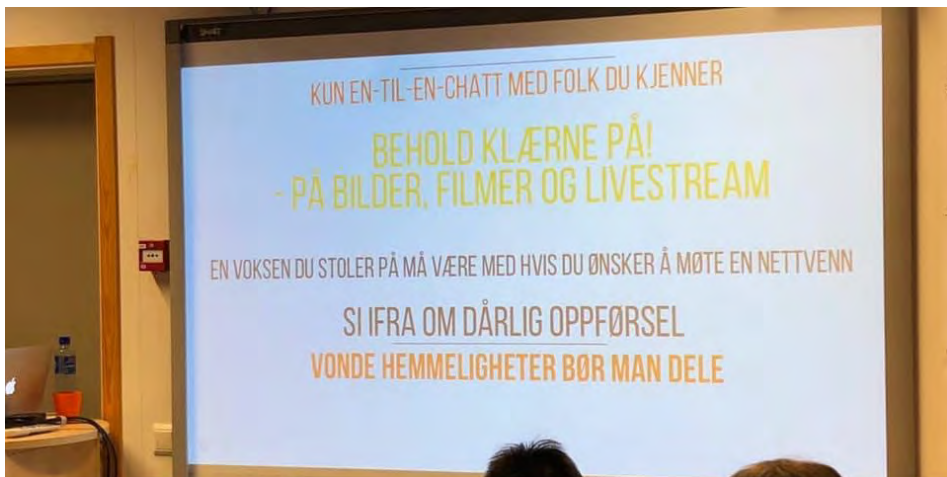 SMART
KUN EN-TIL-EN-CHATT MED FOLK DU KJENNER
BEHOLD KLÆRNE PÅ!
- PÅ BILDER, FILMER OG LIVESTREAM
EN VOKSEN DU STOLER PÅ MÅ VÆRE MED HVIS DU ØNSKER Å MØTE EN NETTVENN
SI IFRA OM DÅRLIG OPPFØRSEL
VONDE HEMMELIGHETER BØR MAN DELE